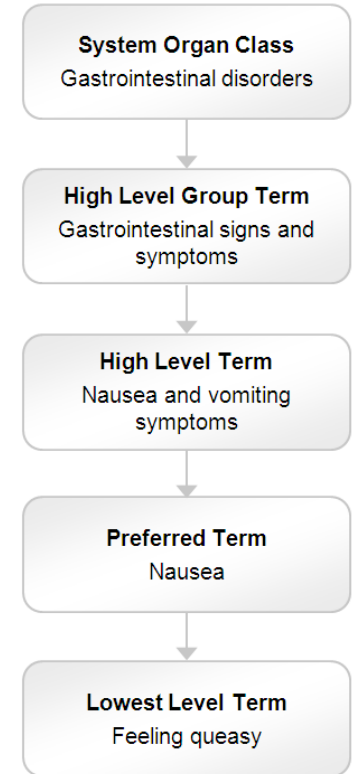 System Organ Class
Gastrointestinal disorders
High Level Group Term
Gastrointestinal signs and
symptoms
High Level Term
Nausea and vomiting
symptoms
Preferred Term
Nausea
Lowest Level Term
Feeling queasy